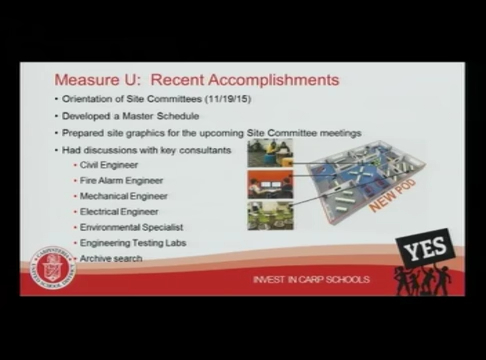 Measure U: Recent Accomplishments
• Orientation of Site Committees (11/19/15)
• Developed a Master Schedule
• Prepared site graphics for the upcoming Site Committee meetings
• Had discussions with key consultants
• Civil Engineer
• Fire Alarm Engineer
• Mechanical Engineer
• Electrical Engineer
• Environmental Specialist
• Engineering Testing Labs
• Archive search
NEW POD
YES
INVEST IN CARP SCHOOLS